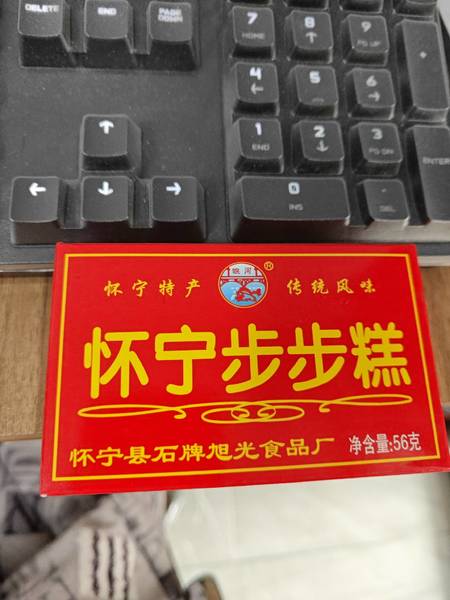 DELETE END PAGE DOWN
7 HOME 8 ↑ 9 PG UP +
4 ← 5 6 →
1 END 2 ↓ 3 PG DN ENTER
↑
← ↓ → 0 INS . DEL
银河 ®
怀宁特产 传统风味
怀宁步步糕
怀宁县石牌旭光食品厂 净含量:56克